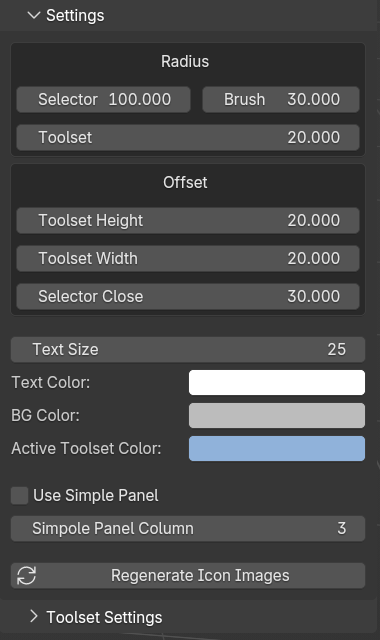 Settings
Radius
Selector 100.000 Brush 30.000
Toolset 20.000
Offset
Toolset Height 20.000
Toolset Width 20.000
Selector Close 30.000
Text Size 25
Text Color:
BG Color:
Active Toolset Color:
Use Simple Panel
Simpole Panel Column 3
Regenerate Icon Images
Toolset Settings